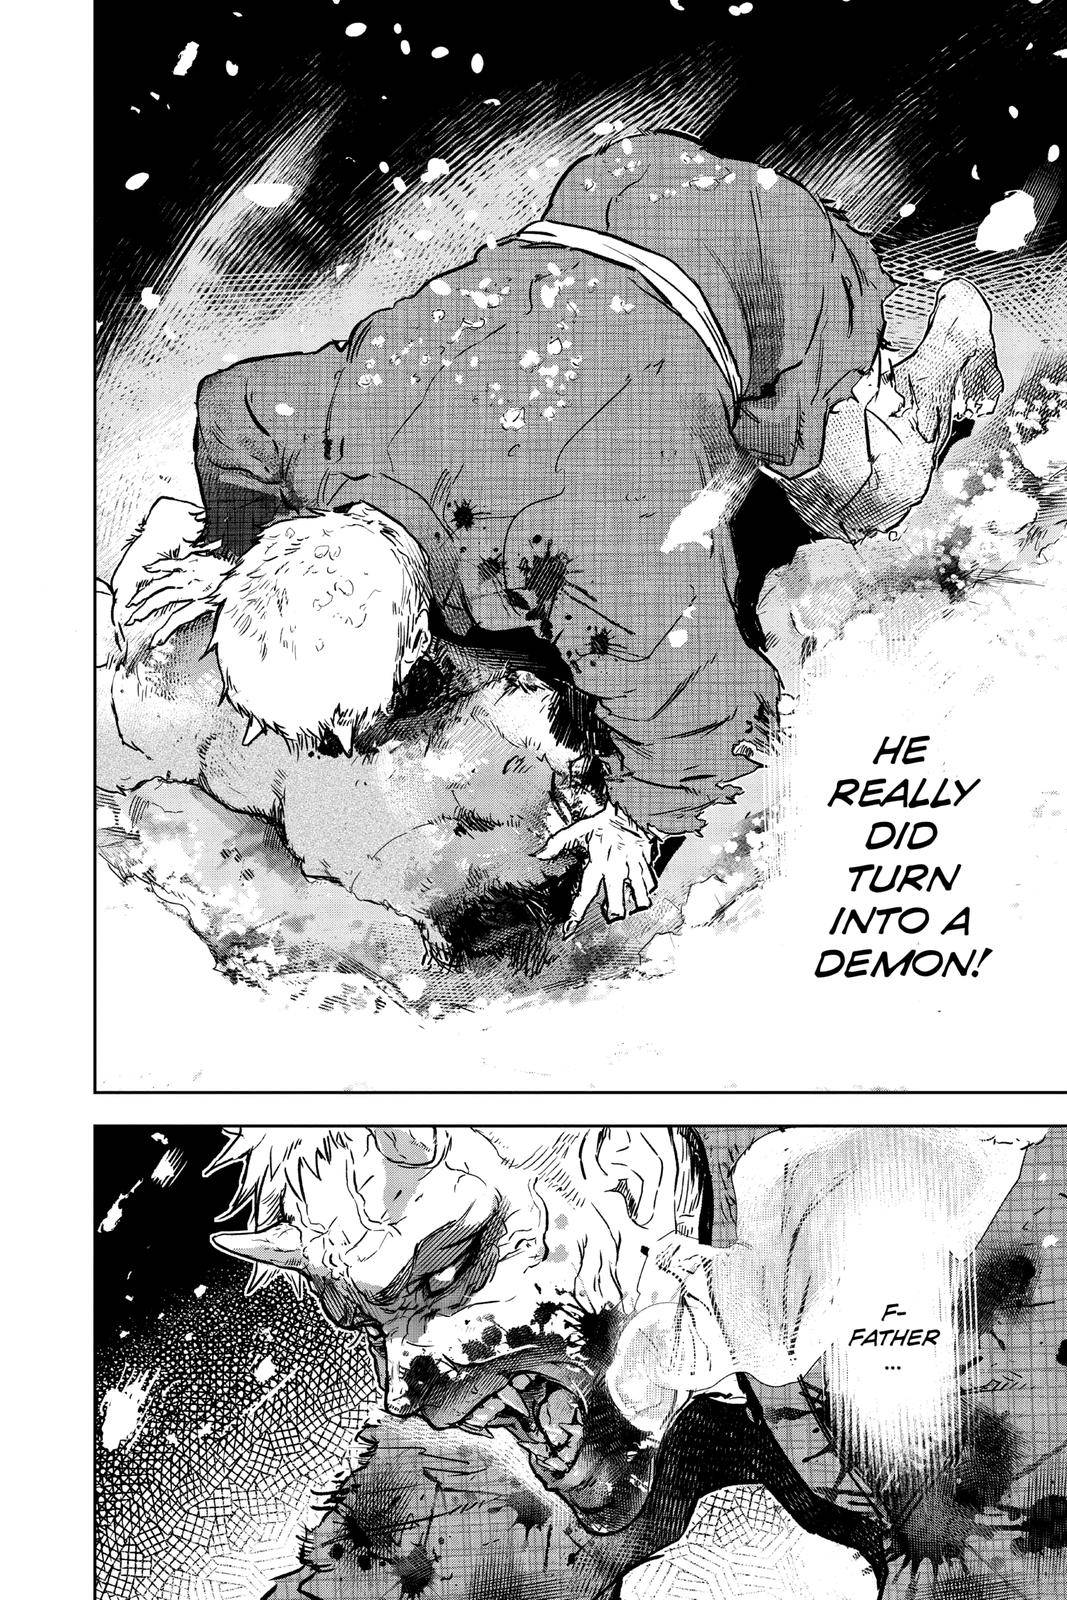 HE
REALLY
DID
TURN
INTO A
DEMON!
F-
FATHER
...